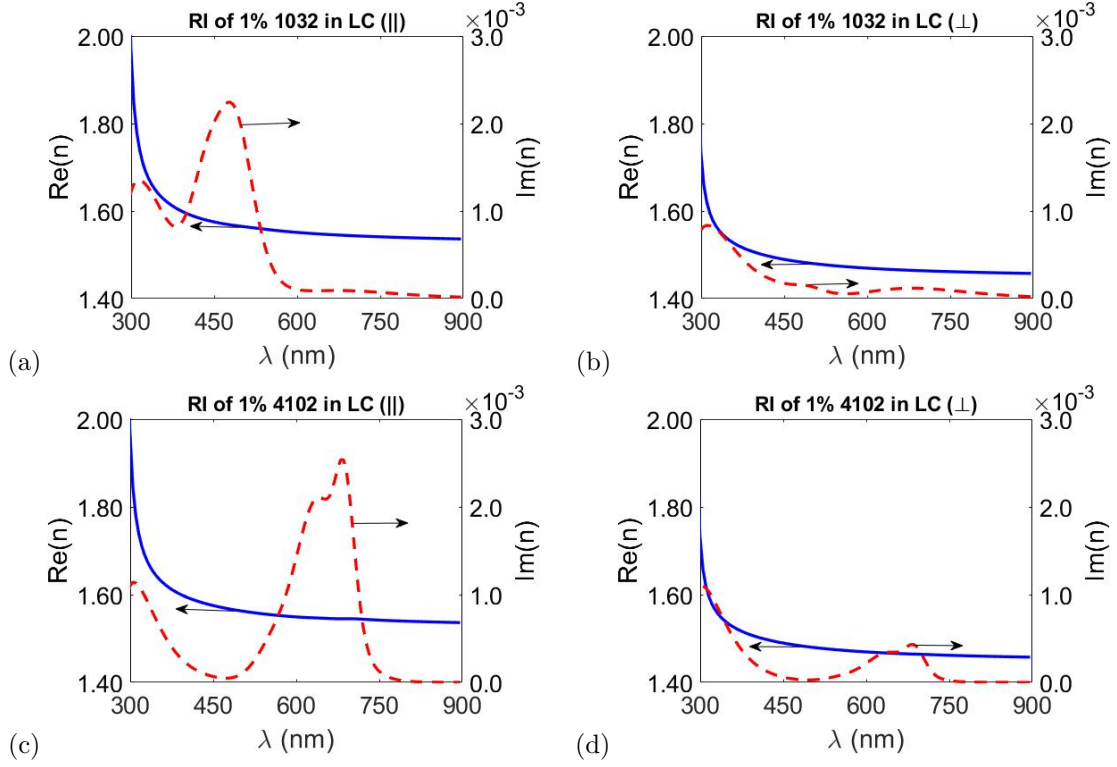 RI of 1% 1032 in LC (||)
×10⁻³
2.00
1.80
1.60
1.40
Re(n)
3.0
2.0
1.0
0.0
Im(n)
300 450 600 750 900
λ (nm)
(a)
RI of 1% 1032 in LC (⊥)
×10⁻³
2.00
1.80
1.60
1.40
Re(n)
3.0
2.0
1.0
0.0
Im(n)
300 450 600 750 900
λ (nm)
(b)
RI of 1% 4102 in LC (||)
×10⁻³
2.00
1.80
1.60
1.40
Re(n)
3.0
2.0
1.0
0.0
Im(n)
300 450 600 750 900
λ (nm)
(c)
RI of 1% 4102 in LC (⊥)
×10⁻³
2.00
1.80
1.60
1.40
Re(n)
3.0
2.0
1.0
0.0
Im(n)
300 450 600 750 900
λ (nm)
(d)